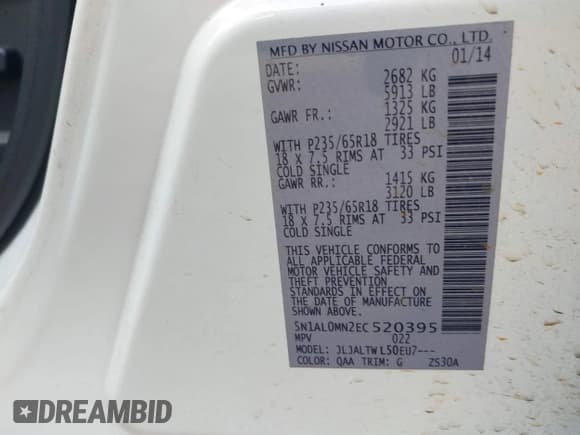 MFD BY NISSAN MOTOR CO., LTD.
DATE: 01/14
GVWR: 2682 KG
5913 LB
GAWR FR.: 1325 KG
2921 LB
WITH P235/65R18 TIRES
18 X 7.5 RIMS AT 33 PSI
COLD SINGLE
GAWR RR.: 1415 KG
3120 LB
WITH P235/65R18 TIRES
18 X 7.5 RIMS AT 33 PSI
COLD SINGLE
THIS VEHICLE CONFORMS TO
ALL APPLICABLE FEDERAL
MOTOR VEHICLE SAFETY AND
THEFT PREVENTION
STANDARDS IN EFFECT ON
THE DATE OF MANUFACTURE
SHOWN ABOVE.
5N1AL0MN2EC520395
MPV 022
MODEL: JLJALTWL50EU7---
COLOR: QAA TRIM: G ZS30A
DREAMBID